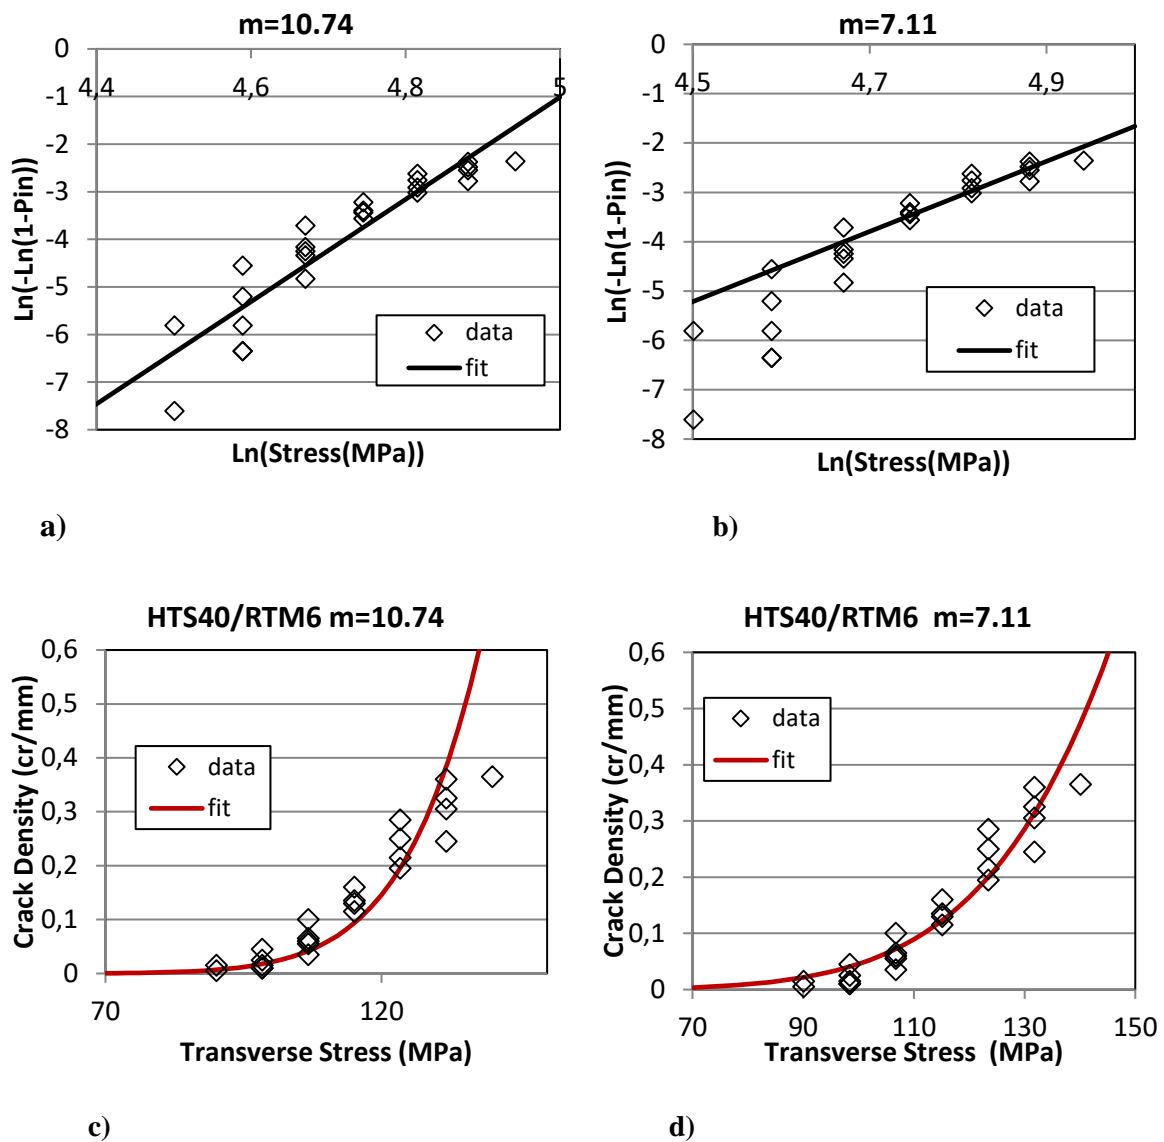 m=10.74
0
-1
-2
-3
-4
-5
-6
-7
-8
4,4
4,6
4,8
5
Ln(-Ln(1-Pin))
data
fit
Ln(Stress(MPa))
a)
m=7.11
0
-1
-2
-3
-4
-5
-6
-7
-8
4,5
4,7
4,9
Ln(-Ln(1-Pin))
data
fit
Ln(Stress(MPa))
b)
HTS40/RTM6 m=10.74
0,6
0,5
0,4
0,3
0,2
0,1
0
Crack Density (cr/mm)
data
fit
70
120
Transverse Stress (MPa)
c)
HTS40/RTM6 m=7.11
0,6
0,5
0,4
0,3
0,2
0,1
0
Crack Density (cr/mm)
data
fit
70
90
110
130
150
Transverse Stress (MPa)
d)